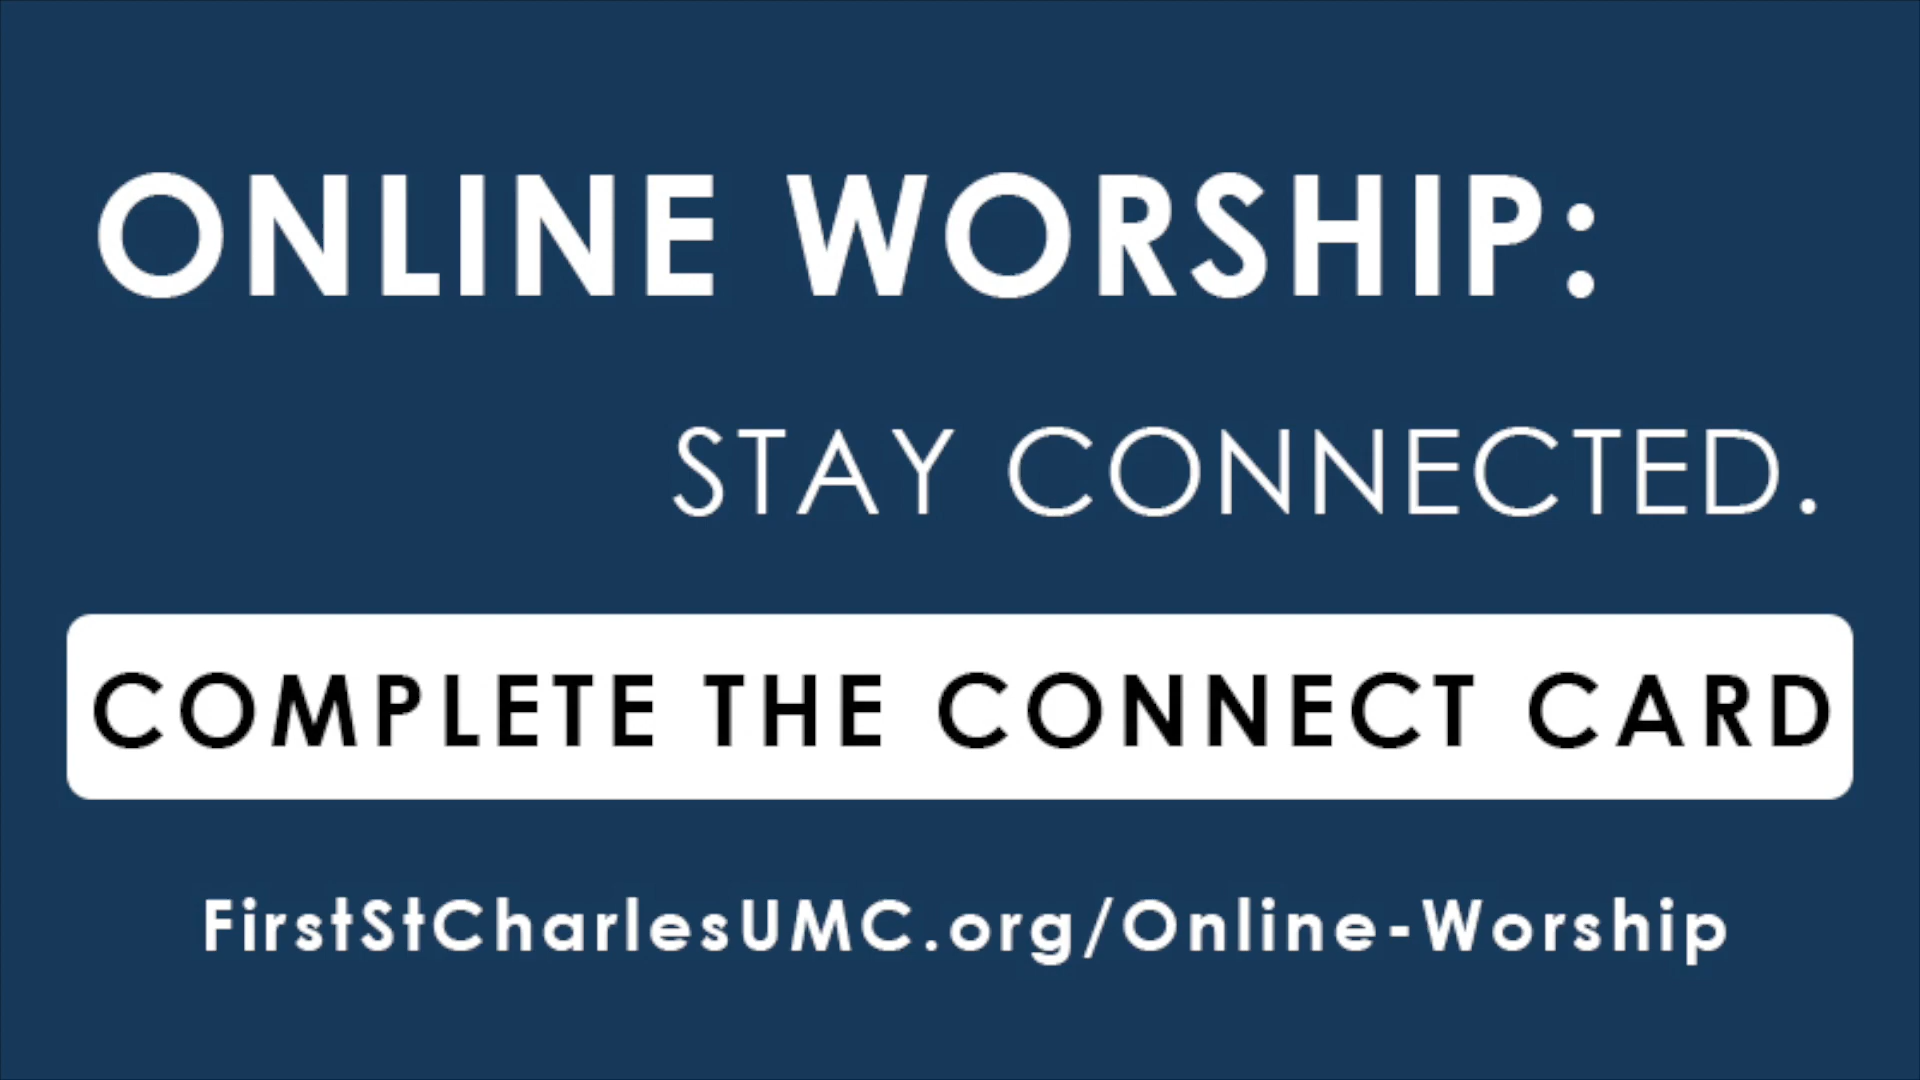 ONLINE WORSHIP:
STAY CONNECTED.
COMPLETE THE CONNECT CARD
FirstStCharlesUMC.org/Online-Worship